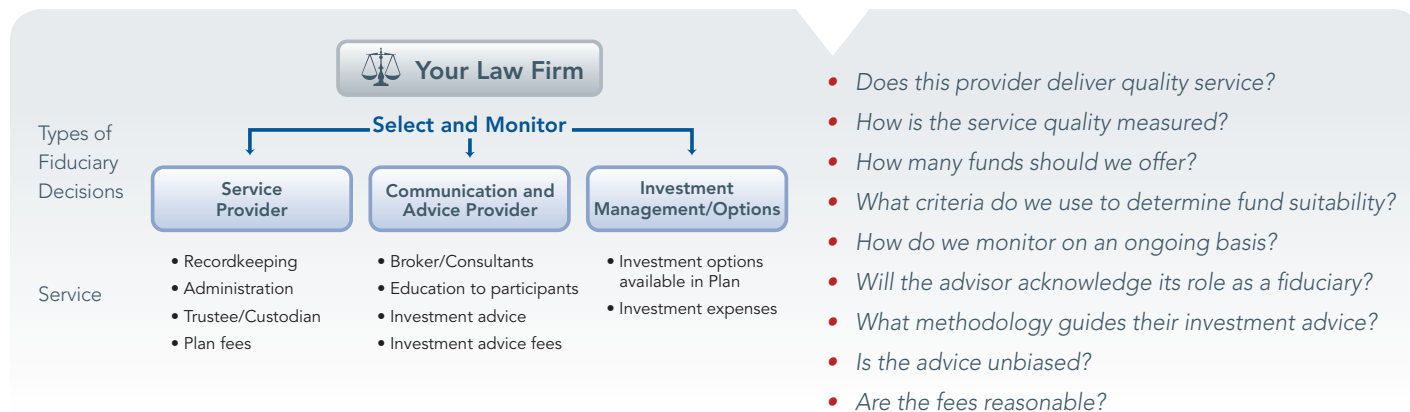 Your Law Firm
Select and Monitor
Types of
Fiduciary
Decisions
Service
Provider
Communication and
Advice Provider
Investment
Management/Options
Service
• Recordkeeping
• Administration
• Trustee/Custodian
• Plan fees
• Broker/Consultants
• Education to participants
• Investment advice
• Investment advice fees
• Investment options
available in Plan
• Investment expenses
• Does this provider deliver quality service?
• How is the service quality measured?
• How many funds should we offer?
• What criteria do we use to determine fund suitability?
• How do we monitor on an ongoing basis?
• Will the advisor acknowledge its role as a fiduciary?
• What methodology guides their investment advice?
• Is the advice unbiased?
• Are the fees reasonable?